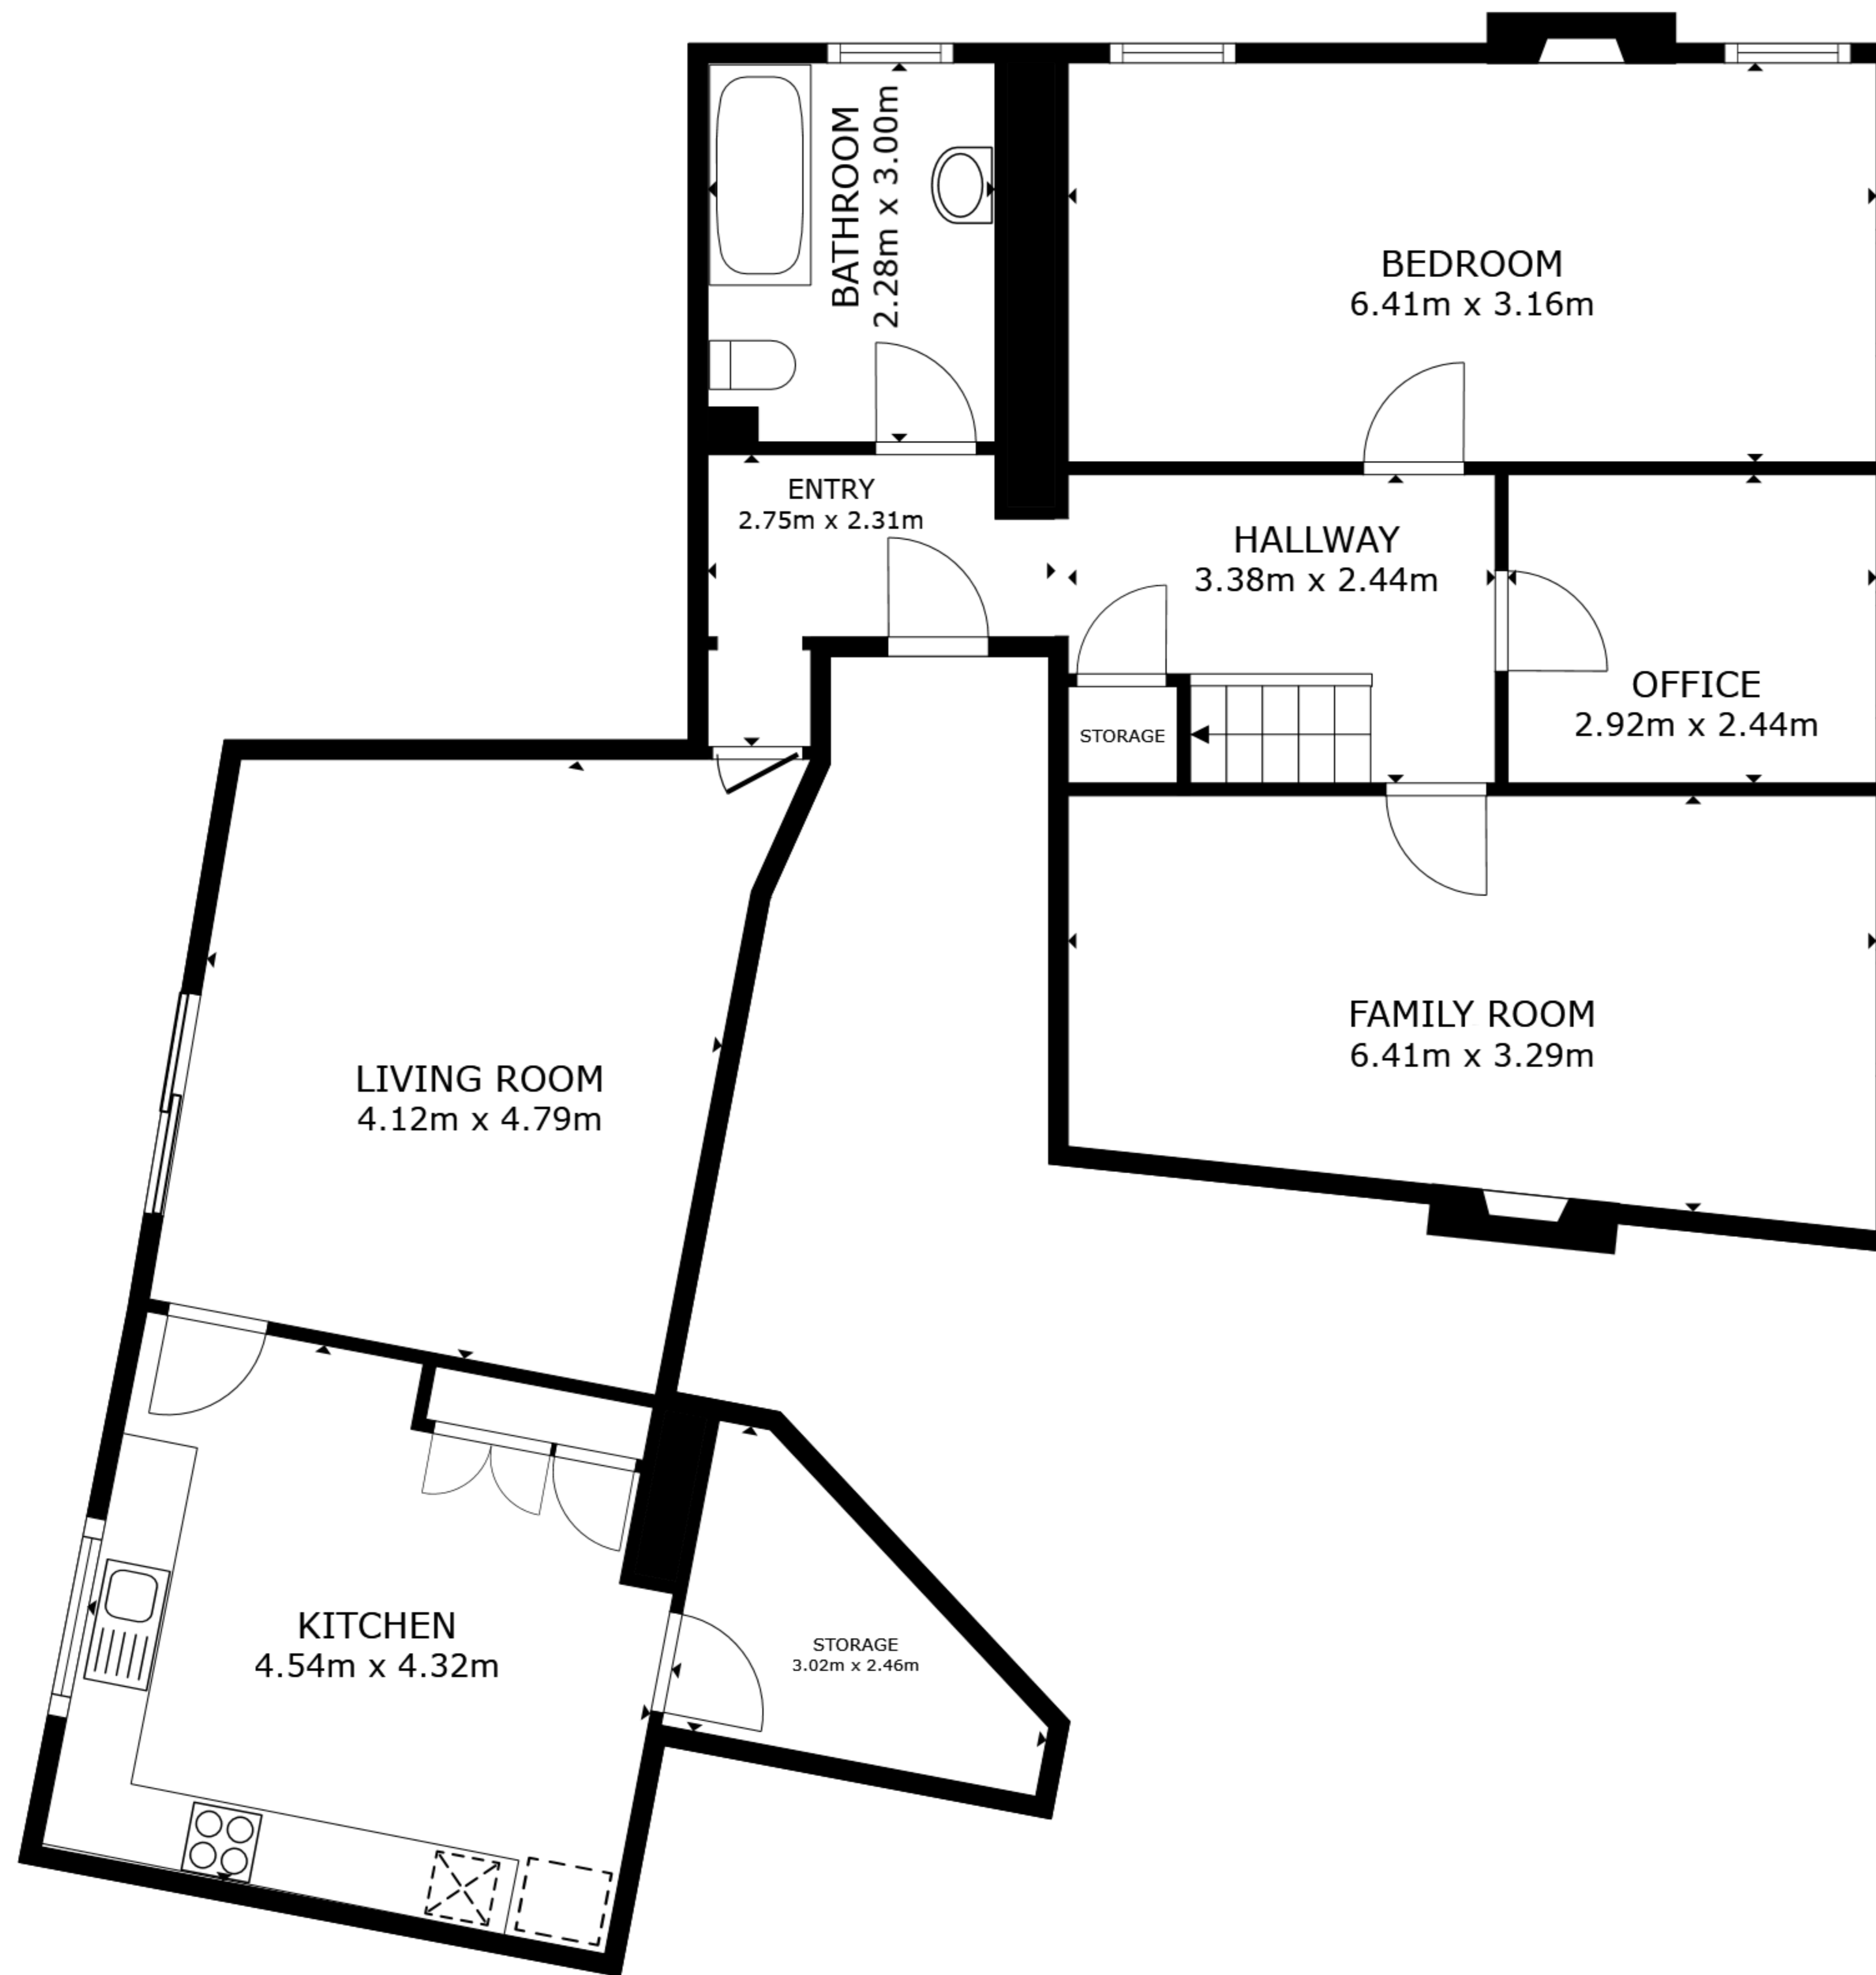 BATHROOM
2.28m x 3.00m
BEDROOM
6.41m x 3.16m
ENTRY
2.75m x 2.31m
HALLWAY
3.38m x 2.44m
OFFICE
2.92m x 2.44m
STORAGE
FAMILY ROOM
6.41m x 3.29m
LIVING ROOM
4.12m x 4.79m
KITCHEN
4.54m x 4.32m
STORAGE
3.02m x 2.46m